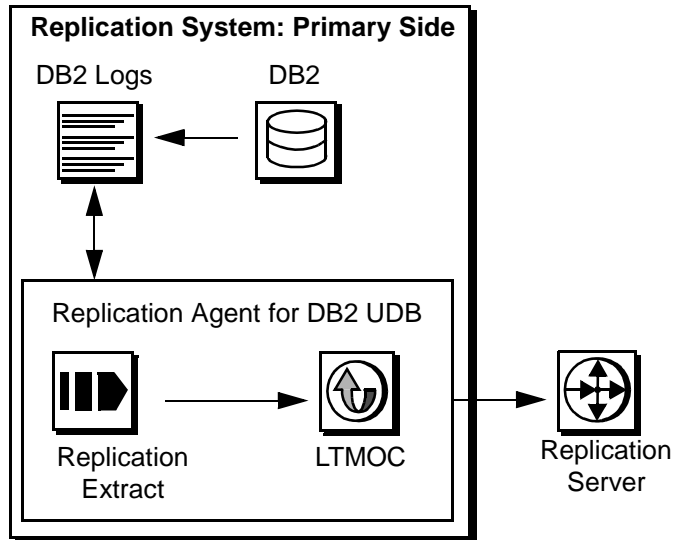 Replication System: Primary Side
DB2 Logs
DB2
Replication Agent for DB2 UDB
Replication
Extract
LTMOC
Replication
Server